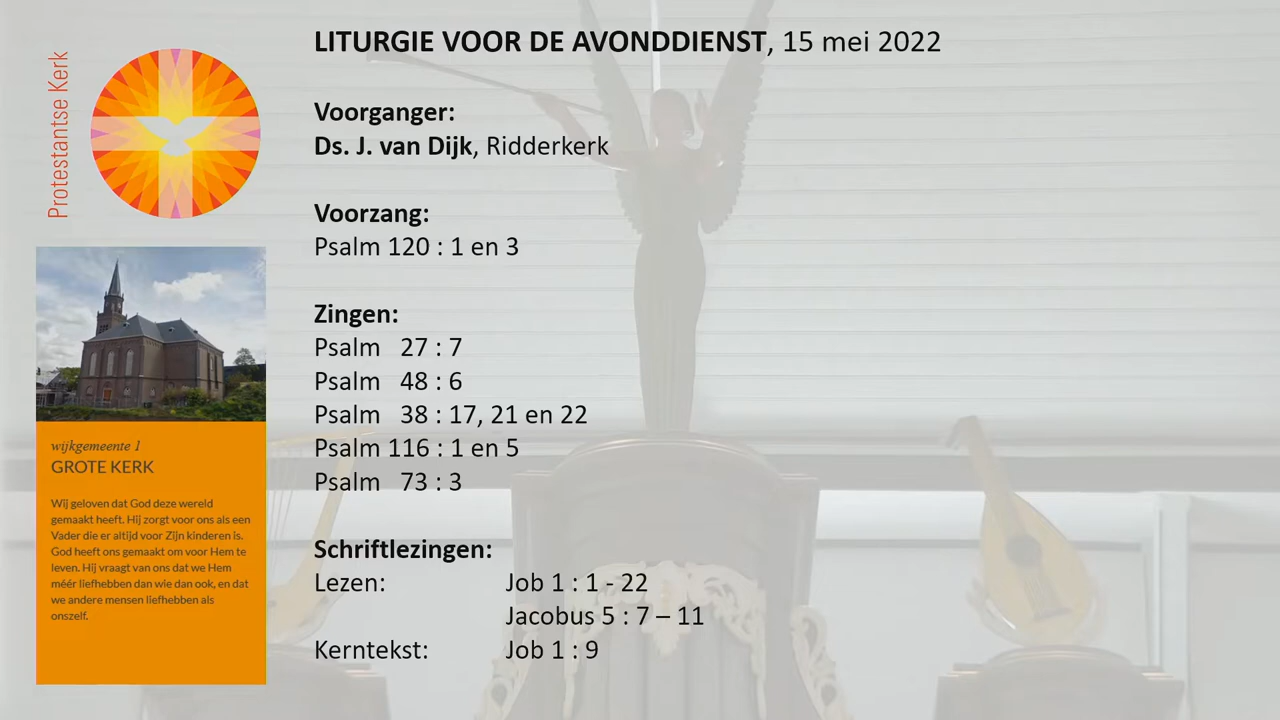 Protestantse Kerk
wijkgemeente 1
GROTE KERK
Wij geloven dat God deze wereld
gemaakt heeft. Hij zorgt voor ons als een
Vader die er altijd voor Zijn kinderen is.
God heeft ons gemaakt om voor Hem te
leven. Hij vraagt van ons dat we Hem
méér liefhebben dan wie dan ook, en dat
we andere mensen liefhebben als
onszelf.
LITURGIE VOOR DE AVONDDIENST, 15 mei 2022
Voorganger:
Ds. J. van Dijk, Ridderkerk
Voorzang:
Psalm 120 : 1 en 3
Zingen:
Psalm 27 : 7
Psalm 48 : 6
Psalm 38 : 17, 21 en 22
Psalm 116 : 1 en 5
Psalm 73 : 3
Schriftlezingen:
Lezen: Job 1 : 1 - 22
Jacobus 5 : 7 – 11
Kerntekst: Job 1 : 9